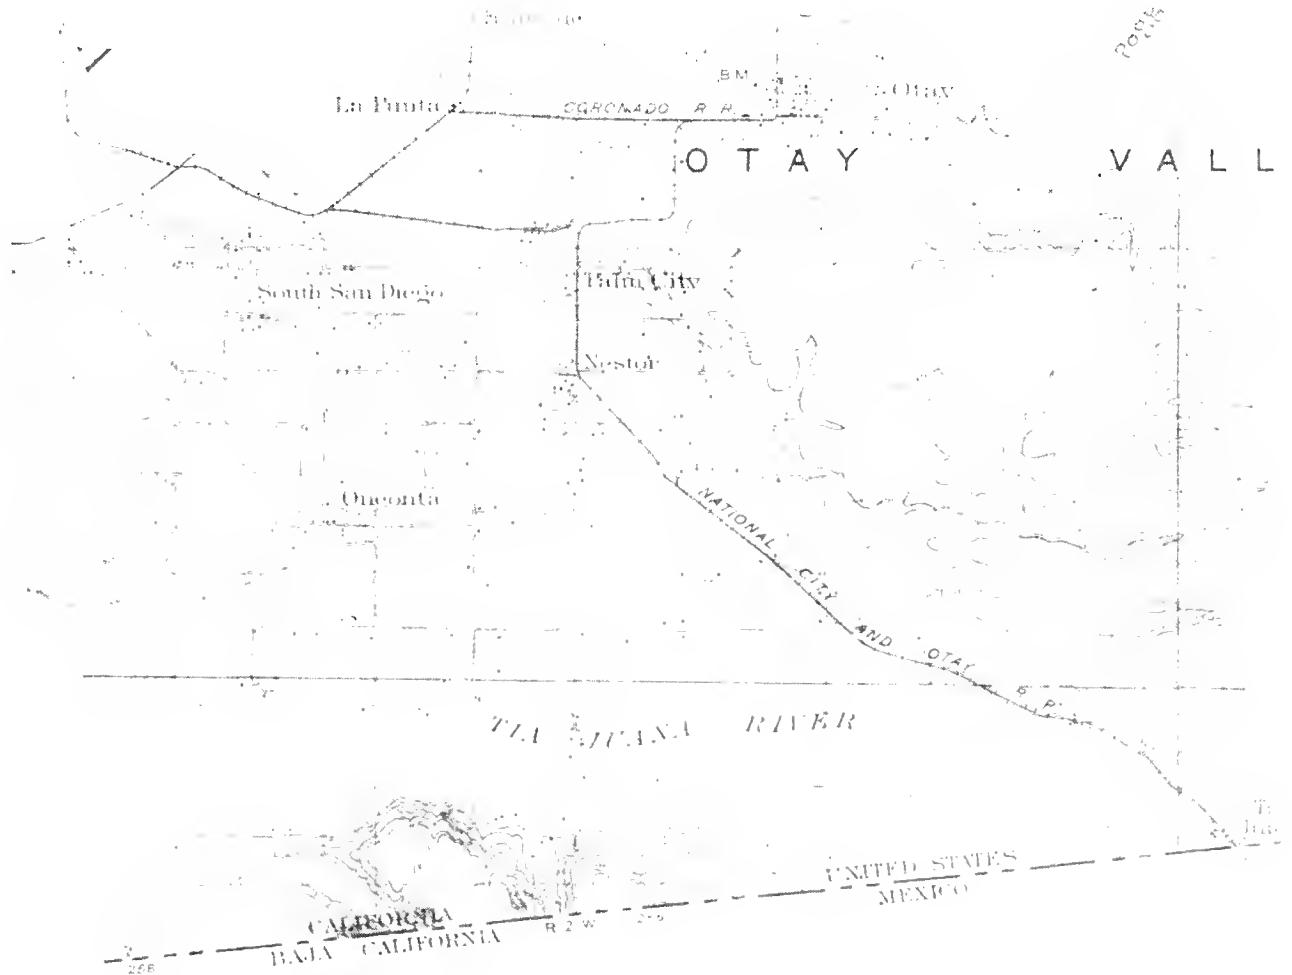 La Punta
CORONADO R. R.
B M
Otay
OTAY VALL
South San Diego
Palm City
Nestor
Oneonta
NATIONAL CITY AND OTAY R. R.
TIA JUANA RIVER
UNITED STATES
MEXICO
CALIFORNIA
BAJA CALIFORNIA
R 2 W
258